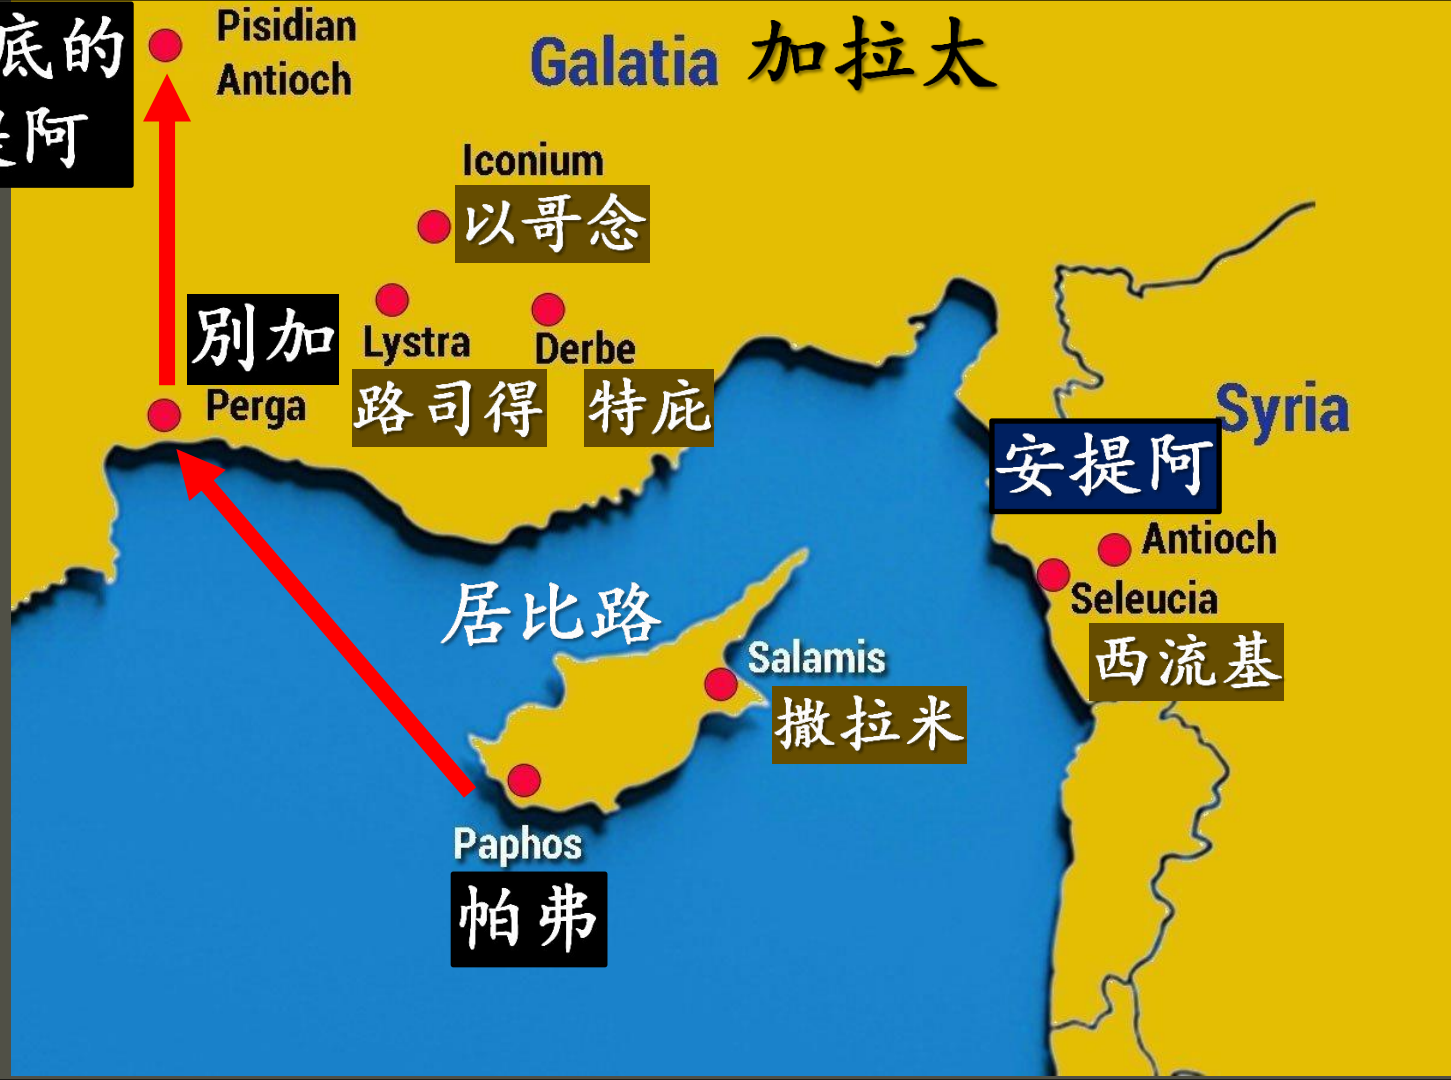 底的
阿
Pisidian
Antioch
Galatia 加拉太
Iconium
以哥念
別加
Perga
Lystra
路司得
Derbe
特庇
Syria
安提阿
Antioch
Seleucia
西流基
居比路
Salamis
撒拉米
Paphos
帕弗